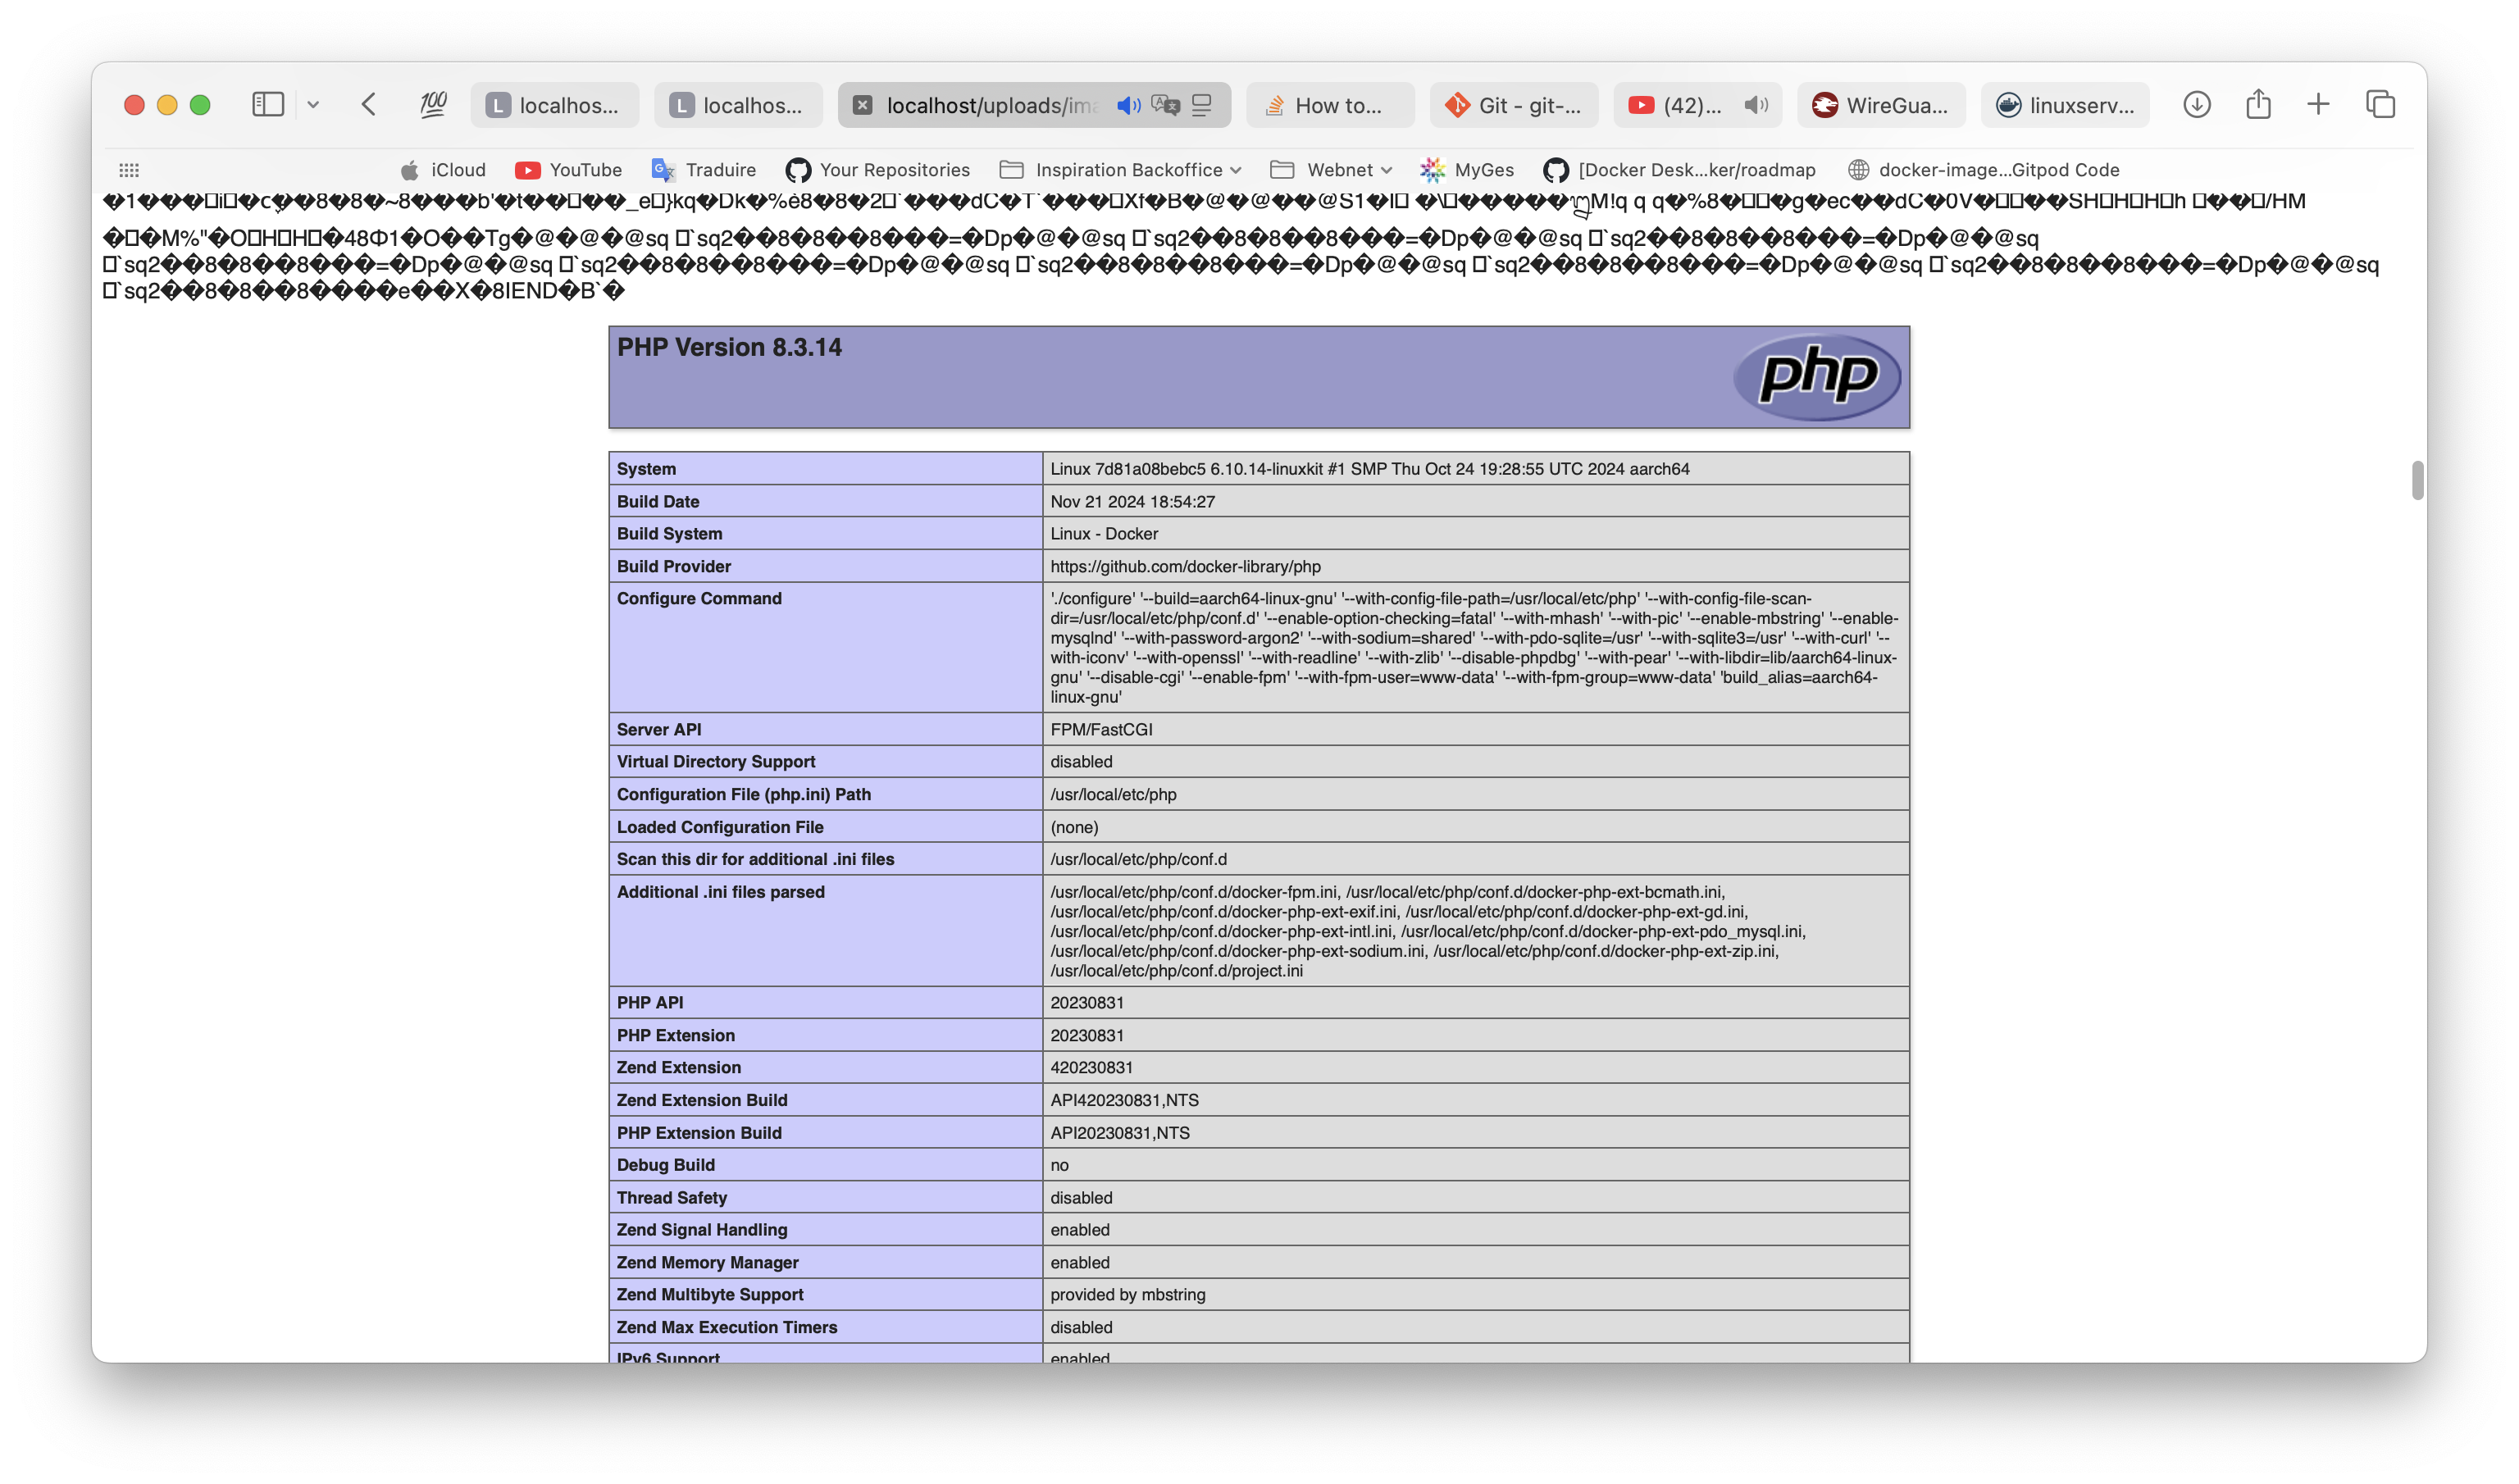 localhos...
localhos...
localhost/uploads/ima
How to...
Git - git-...
(42)...
WireGua...
linuxserv...
iCloud
YouTube
Traduire
Your Repositories
Inspiration Backoffice
Webnet
MyGes
[Docker Desk...ker/roadmap
docker-image...Gitpod Code
PHP Version 8.3.14
php
System Linux 7d81a08bebc5 6.10.14-linuxkit #1 SMP Thu Oct 24 19:28:55 UTC 2024 aarch64
Build Date Nov 21 2024 18:54:27
Build System Linux - Docker
Build Provider https://github.com/docker-library/php
Configure Command './configure' '--build=aarch64-linux-gnu' '--with-config-file-path=/usr/local/etc/php' '--with-config-file-scan-
dir=/usr/local/etc/php/conf.d' '--enable-option-checking=fatal' '--with-mhash' '--with-pic' '--enable-mbstring' '--enable-
mysqlnd' '--with-password-argon2' '--with-sodium=shared' '--with-pdo-sqlite=/usr' '--with-sqlite3=/usr' '--with-curl' '--
with-iconv' '--with-openssl' '--with-readline' '--with-zlib' '--disable-phpdbg' '--with-pear' '--with-libdir=lib/aarch64-linux-
gnu' '--disable-cgi' '--enable-fpm' '--with-fpm-user=www-data' '--with-fpm-group=www-data' 'build_alias=aarch64-
linux-gnu'
Server API FPM/FastCGI
Virtual Directory Support disabled
Configuration File (php.ini) Path /usr/local/etc/php
Loaded Configuration File (none)
Scan this dir for additional .ini files /usr/local/etc/php/conf.d
Additional .ini files parsed /usr/local/etc/php/conf.d/docker-fpm.ini, /usr/local/etc/php/conf.d/docker-php-ext-bcmath.ini,
/usr/local/etc/php/conf.d/docker-php-ext-exif.ini, /usr/local/etc/php/conf.d/docker-php-ext-gd.ini,
/usr/local/etc/php/conf.d/docker-php-ext-intl.ini, /usr/local/etc/php/conf.d/docker-php-ext-pdo_mysql.ini,
/usr/local/etc/php/conf.d/docker-php-ext-sodium.ini, /usr/local/etc/php/conf.d/docker-php-ext-zip.ini,
/usr/local/etc/php/conf.d/project.ini
PHP API 20230831
PHP Extension 20230831
Zend Extension 420230831
Zend Extension Build API420230831,NTS
PHP Extension Build API20230831,NTS
Debug Build no
Thread Safety disabled
Zend Signal Handling enabled
Zend Memory Manager enabled
Zend Multibyte Support provided by mbstring
Zend Max Execution Timers disabled
IPv6 Support enabled